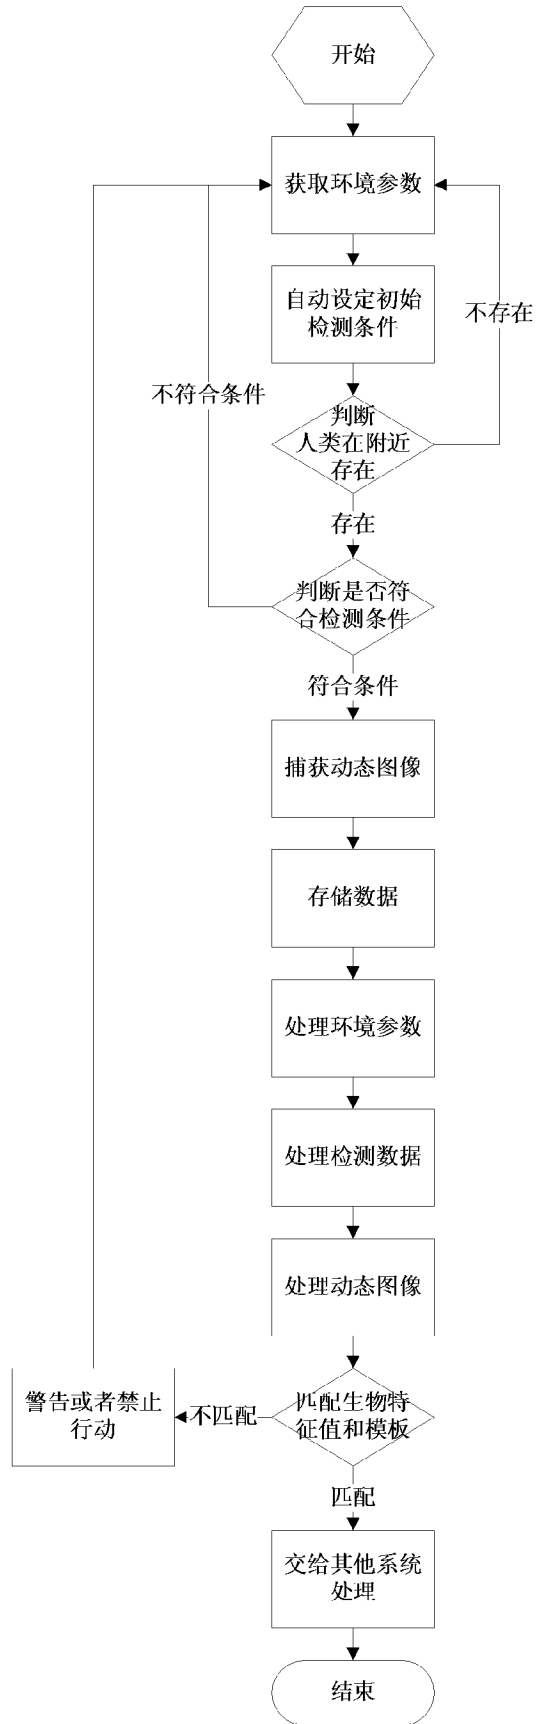 开始
获取环境参数
自动设定初始
检测条件
不存在
不符合条件
判断
人类在附近
存在
存在
判断是否符
合检测条件
符合条件
捕获动态图像
存储数据
处理环境参数
处理检测数据
处理动态图像
警告或者禁止
行动
不匹配
匹配生物特
征值和模板
匹配
交给其他系统
处理
结束